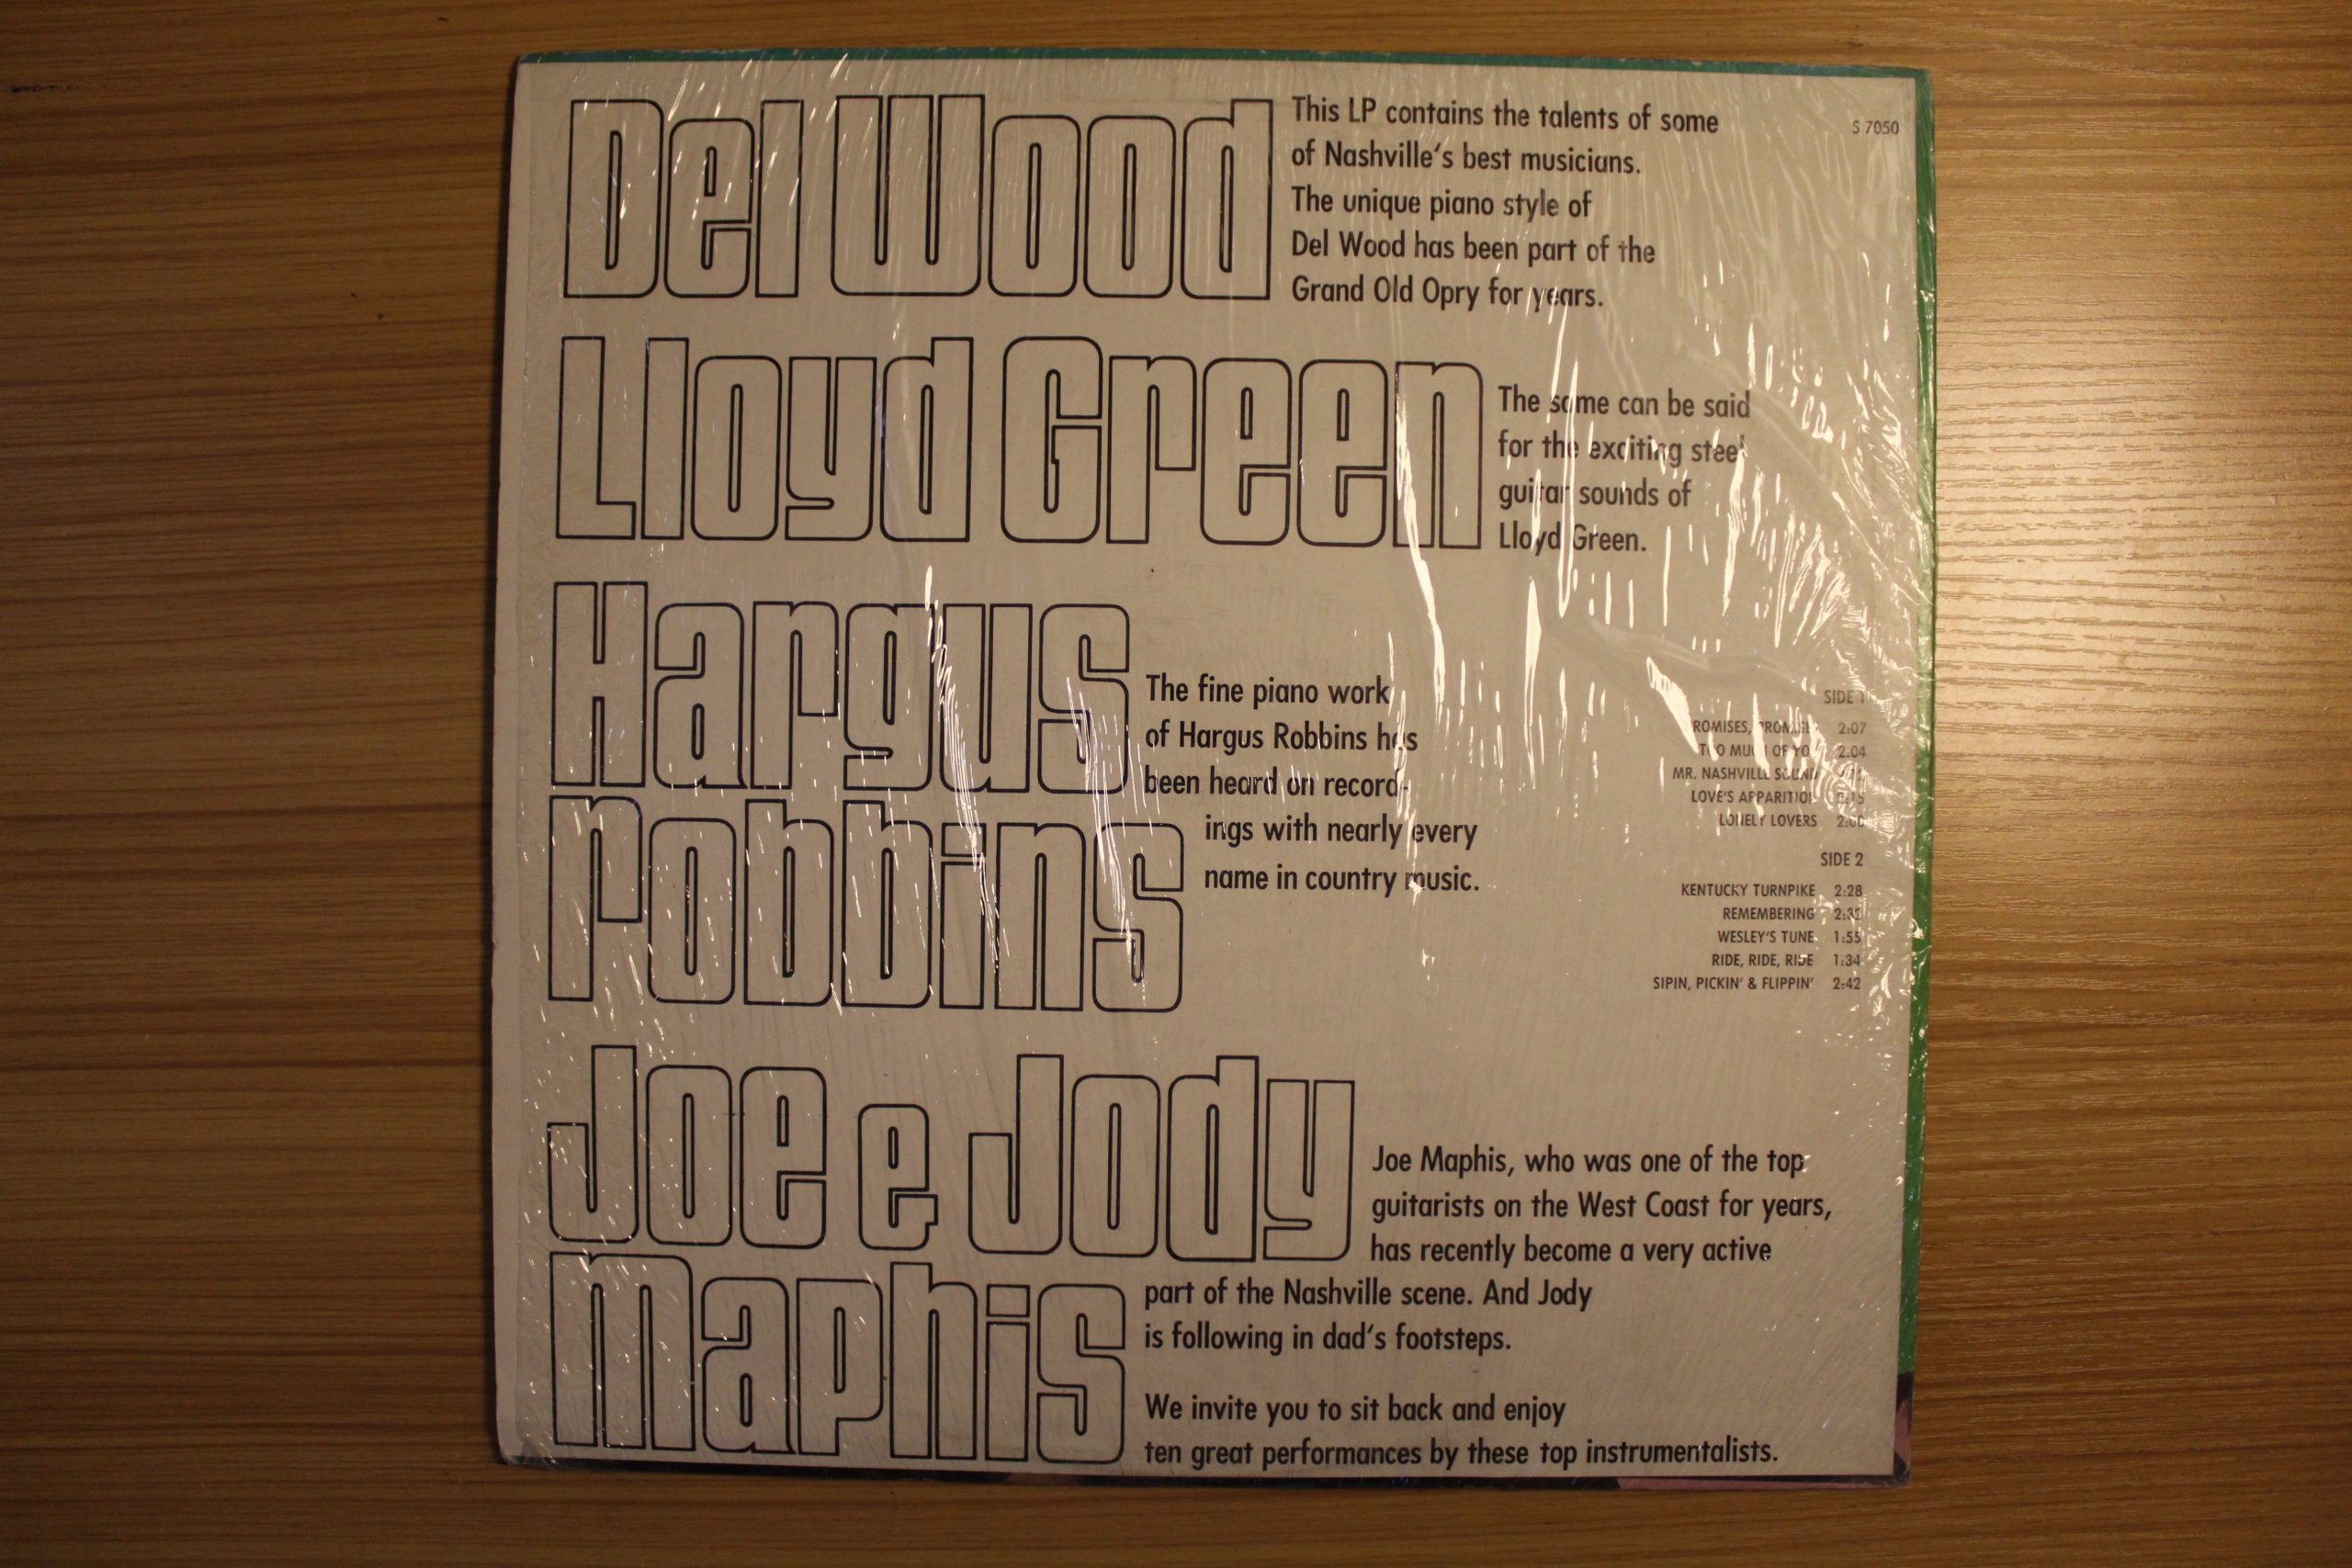 Del Wood
This LP contains the talents of some
of Nashville's best musicians.
The unique piano style of
Del Wood has been part of the
Grand Old Opry for years.
S 7050
Lloyd Green
The same can be said
for the exciting steel
guitar sounds of
Lloyd Green.
Hargus
robbins
The fine piano work
of Hargus Robbins has
been heard on record-
ings with nearly every
name in country music.
SIDE 1
PROMISES, PROMISES 2:07
TOO MUCH OF YOU 2.04
MR. NASHVILLE SOUND
LOVE'S APPARITION
LONELY LOVERS
SIDE 2
KENTUCKY TURNPIKE 2:28
REMEMBERING
WESLEY'S TUNE 1:55
RIDE, RIDE, RIDE 1:34
SIPIN, PICKIN' & FLIPPIN' 2:42
Joe & Jody
Maphis
Joe Maphis, who was one of the top
guitarists on the West Coast for years,
has recently become a very active
part of the Nashville scene. And Jody
is following in dad's footsteps.
We invite you to sit back and enjoy
ten great performances by these top instrumentalists.